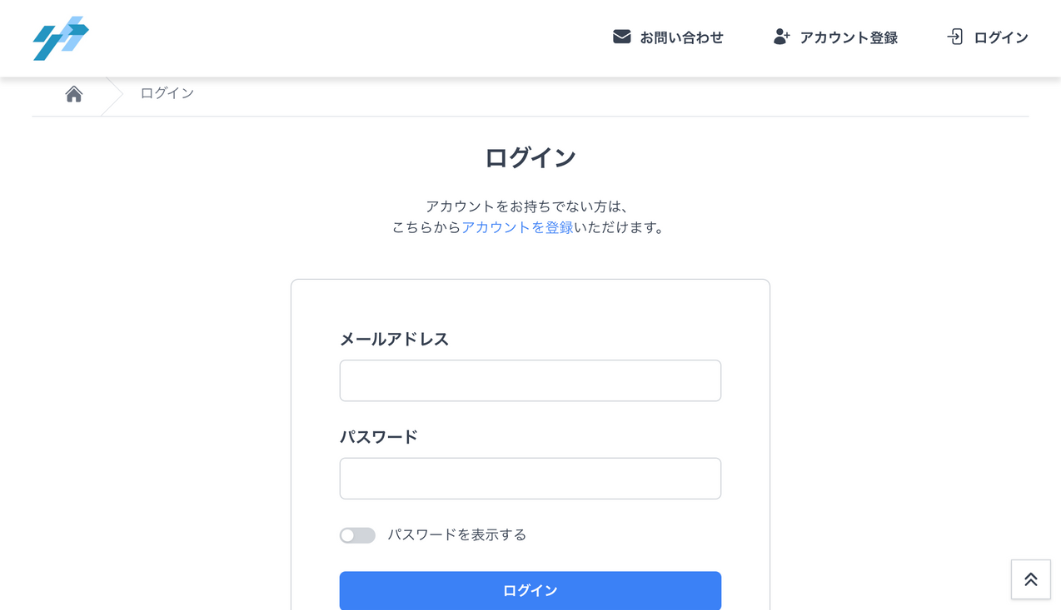 お問い合わせ
アカウント登録
ログイン
ログイン
ログイン
アカウントをお持ちでない方は、
こちらからアカウントを登録いただけます。
メールアドレス
パスワード
パスワードを表示する
ログイン